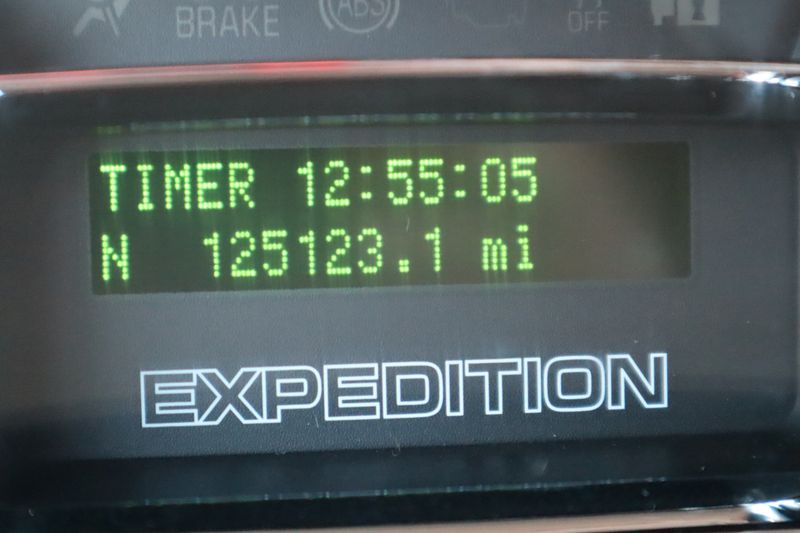 BRAKE
ABS
OFF
TIMER 12:55:05
N 125123.1 mi
EXPEDITION